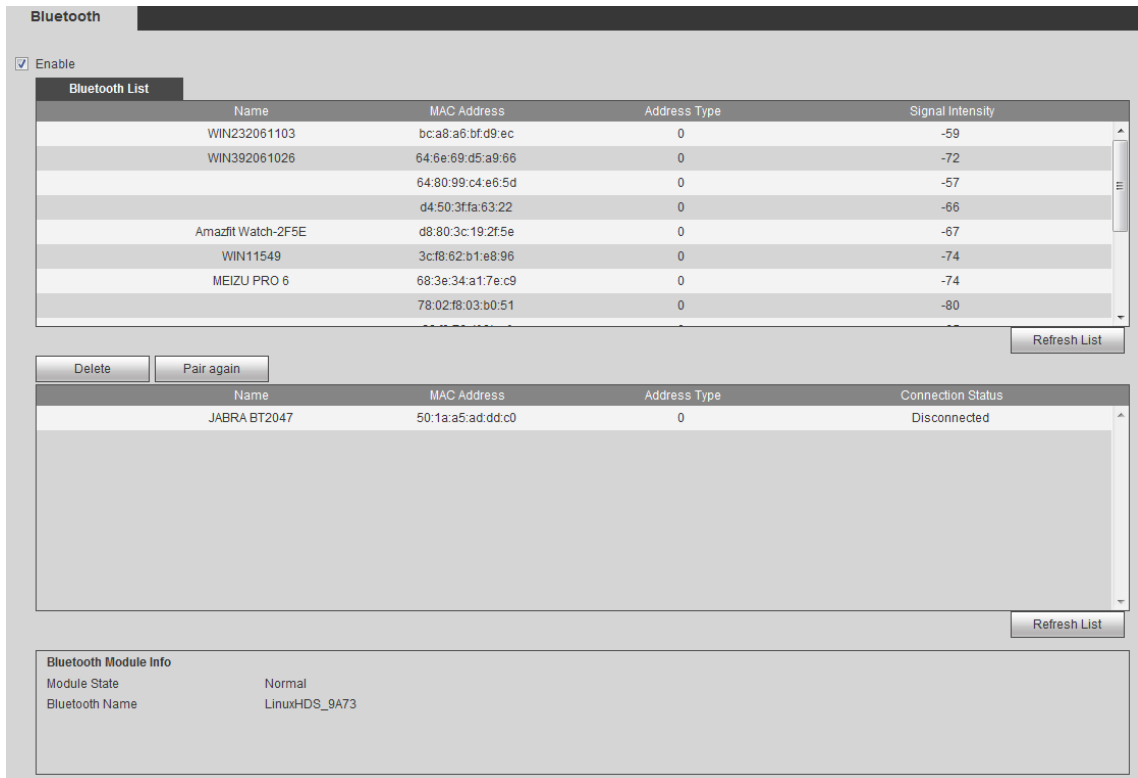 Bluetooth
Enable
Bluetooth List
Name MAC Address Address Type Signal Intensity
WIN232061103 bc:a8:a6:bf:d9:ec 0 -59
WIN392061026 64:6e:69:d5:a9:66 0 -72
64:80:99:c4:e6:5d 0 -57
d4:50:3f:fa:63:22 0 -66
Amazfit Watch-2F5E d8:80:3c:19:2f:5e 0 -67
WIN11549 3c:f8:62:b1:e8:96 0 -74
MEIZU PRO 6 68:3e:34:a1:7e:c9 0 -74
78:02:f8:03:b0:51 0 -80
Refresh List
Delete Pair again
Name MAC Address Address Type Connection Status
JABRA BT2047 50:1a:a5:ad:dd:c0 0 Disconnected
Refresh List
Bluetooth Module Info
Module State Normal
Bluetooth Name LinuxHDS_9A73